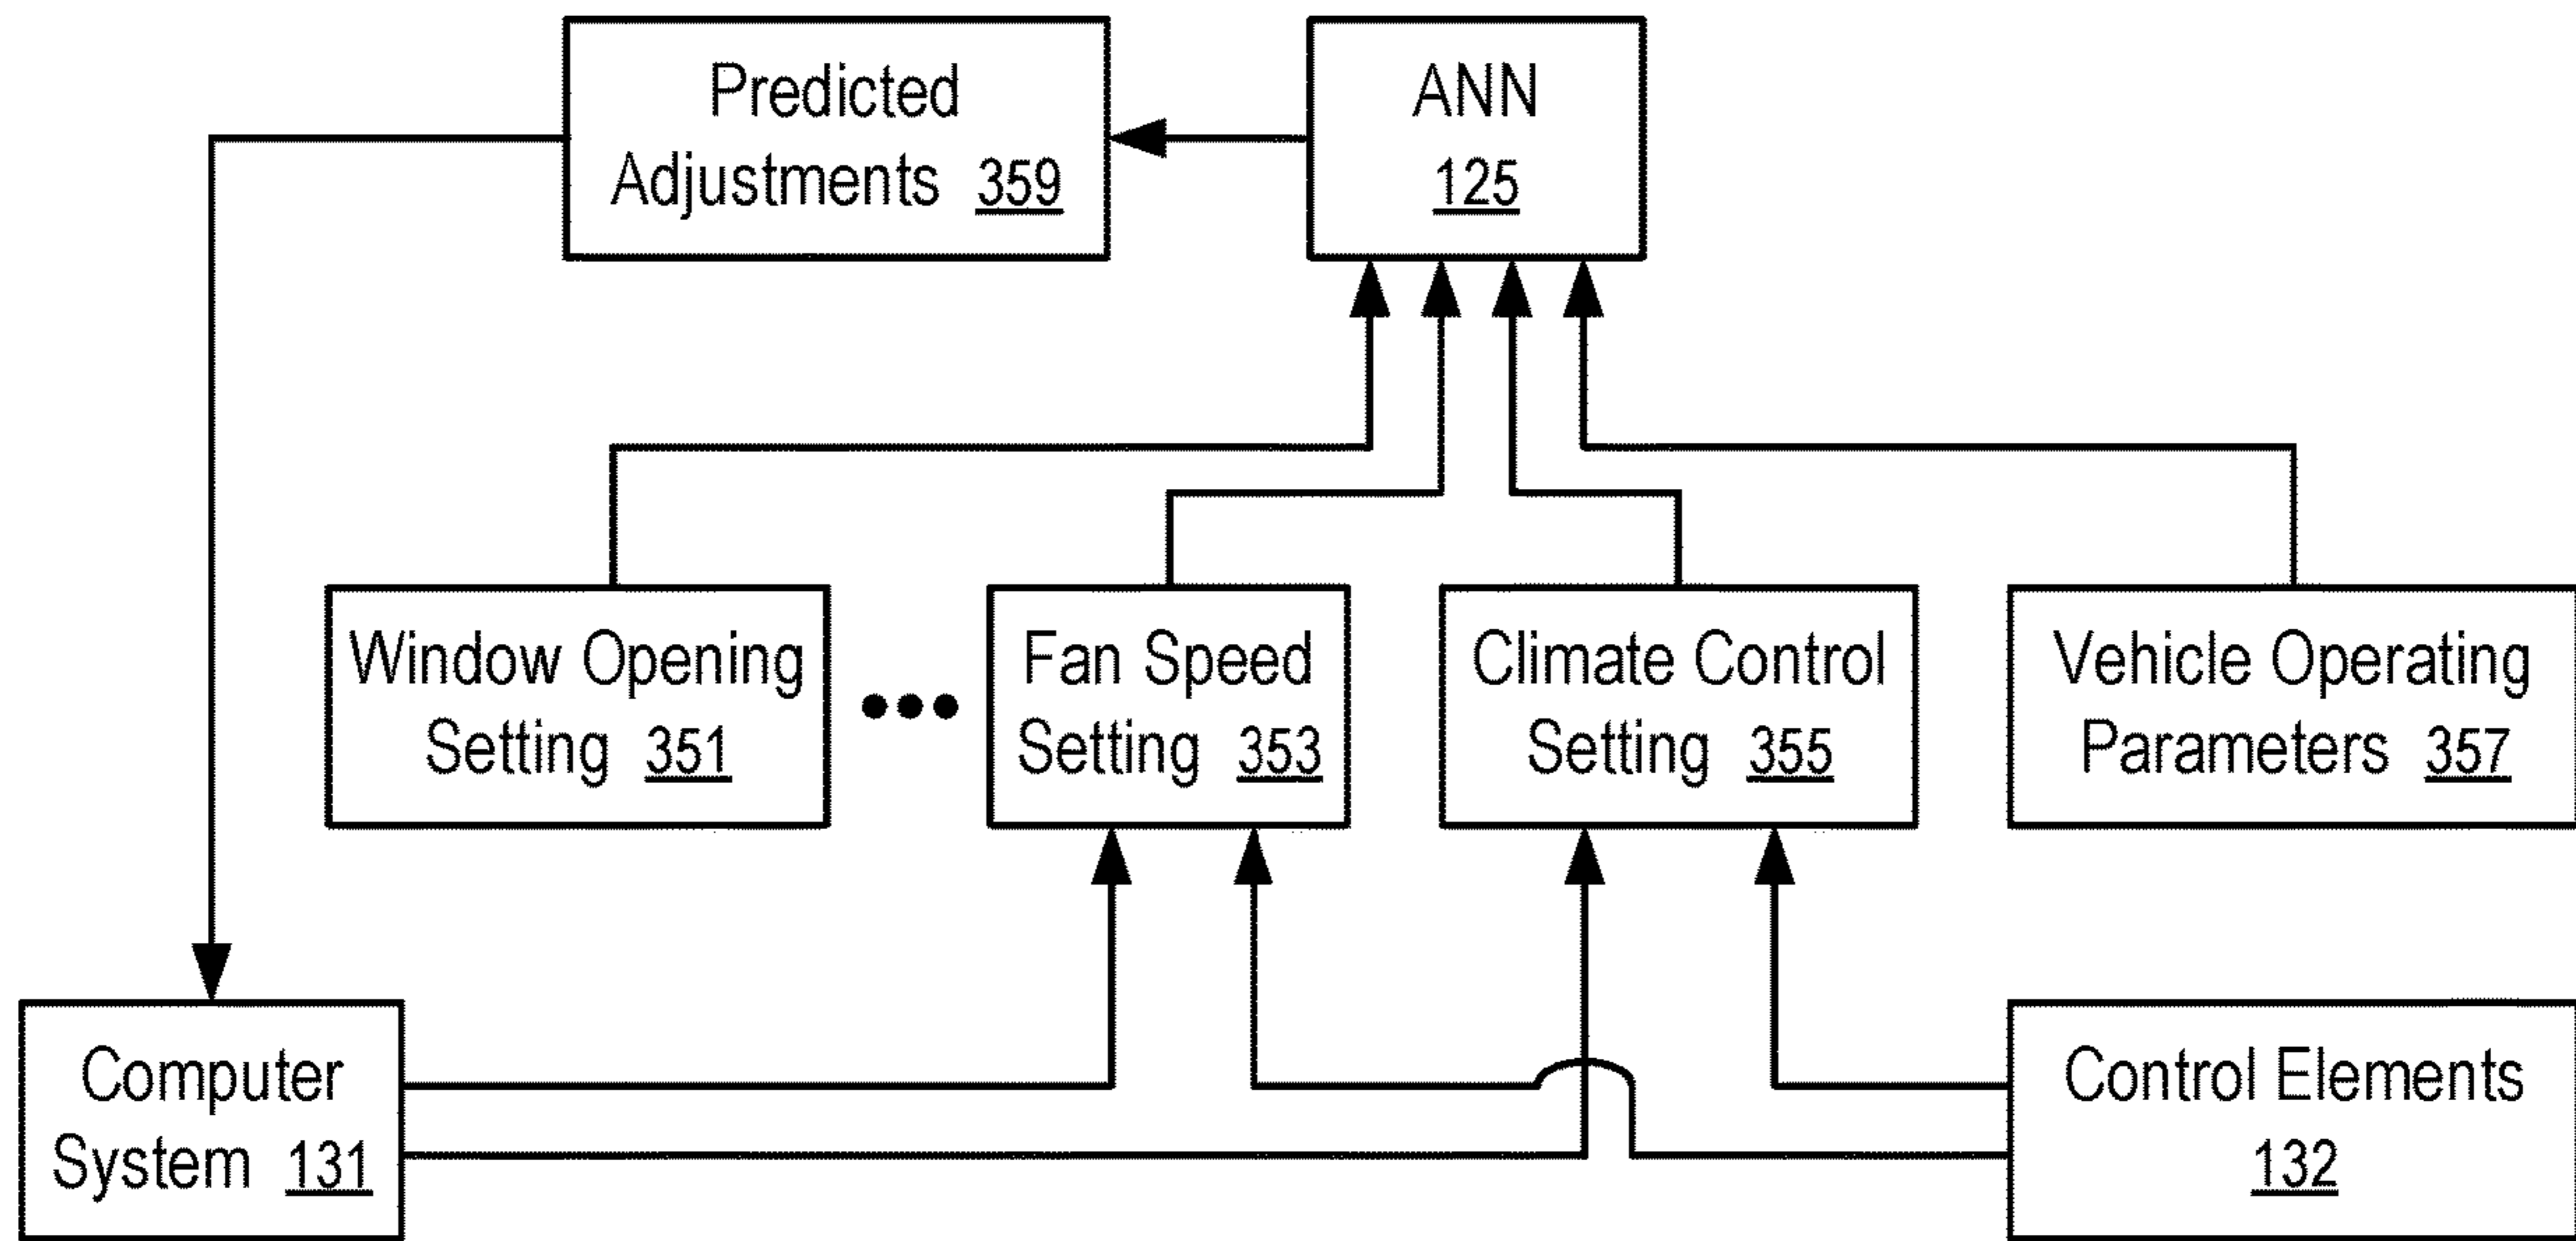 Predicted
Adjustments 359
ANN
125
Window Opening
Setting 351
Fan Speed
Setting 353
Climate Control
Setting 355
Vehicle Operating
Parameters 357
Computer
System 131
Control Elements
132